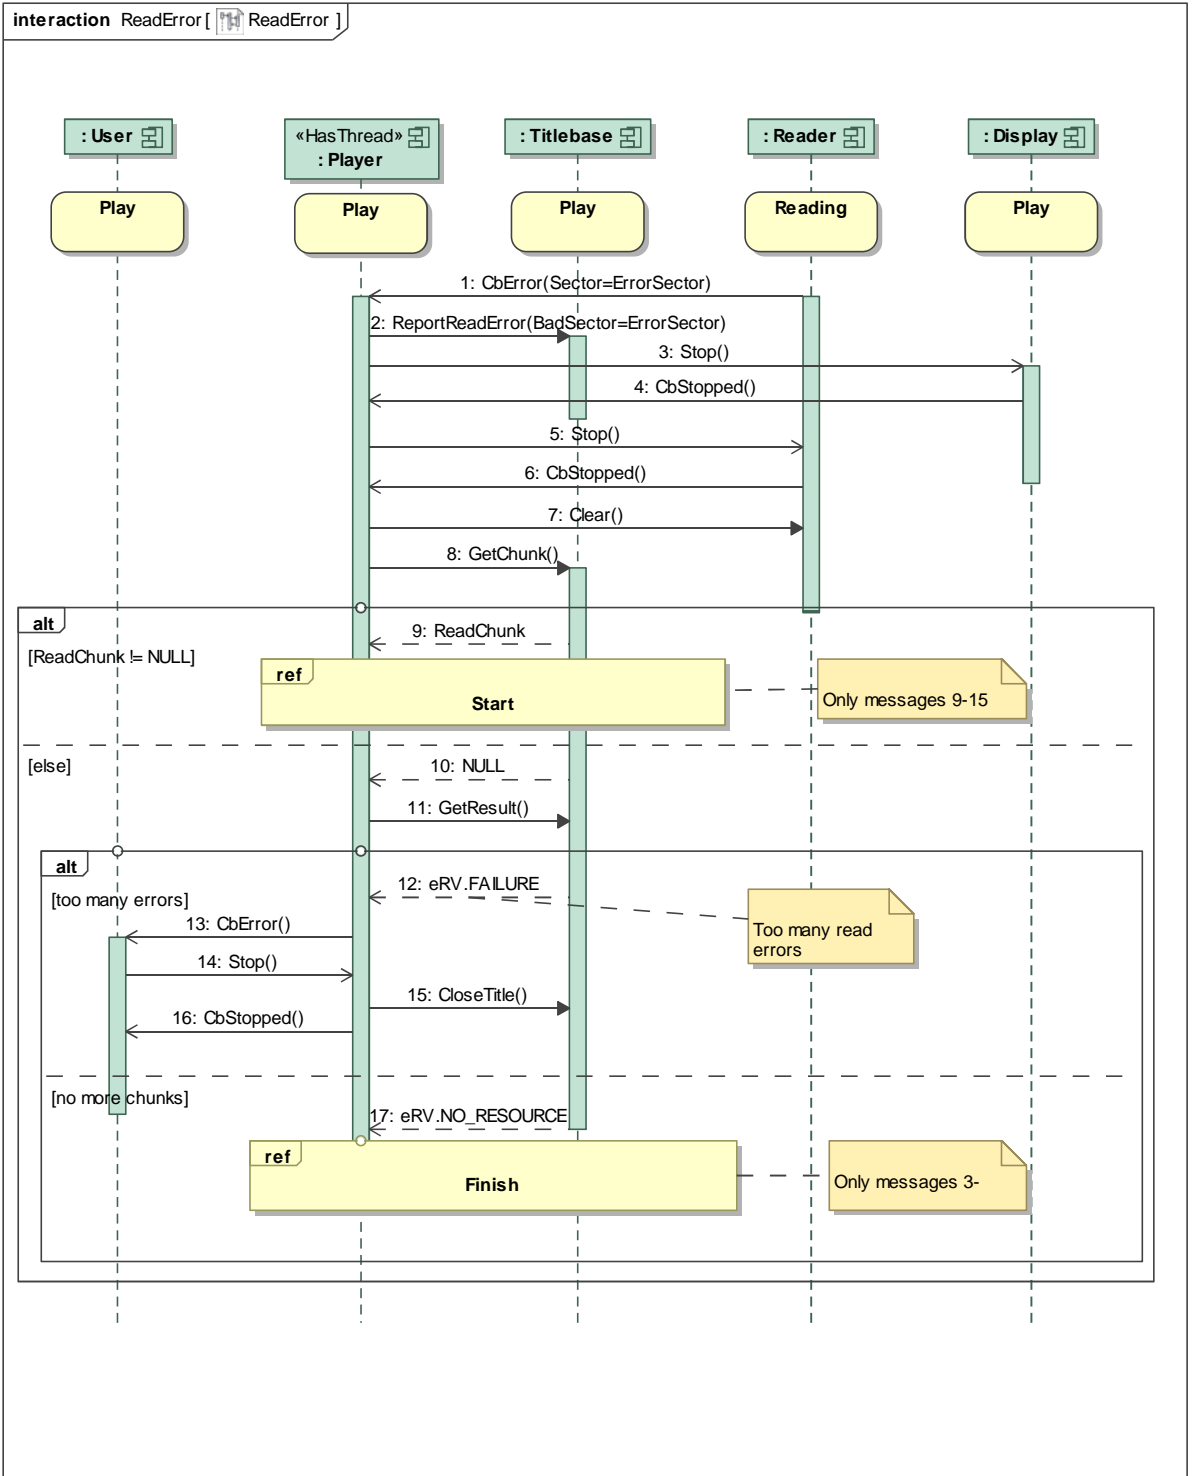 interaction ReadError [ ReadError ]
: User
«HasThread»
: Player
: Titlebase
: Reader
: Display
Play
Play
Play
Reading
Play
1: CbError(Sector=ErrorSector)
2: ReportReadError(BadSector=ErrorSector)
3: Stop()
4: CbStopped()
5: Stop()
6: CbStopped()
7: Clear()
8: GetChunk()
alt
9: ReadChunk
[ReadChunk != NULL]
ref
Start
Only messages 9-15
[else]
10: NULL
11: GetResult()
alt
12: eRV.FAILURE
[too many errors]
13: CbError()
Too many read
errors
14: Stop()
15: CloseTitle()
16: CbStopped()
[no more chunks]
17: eRV.NO_RESOURCE
ref
Finish
Only messages 3-